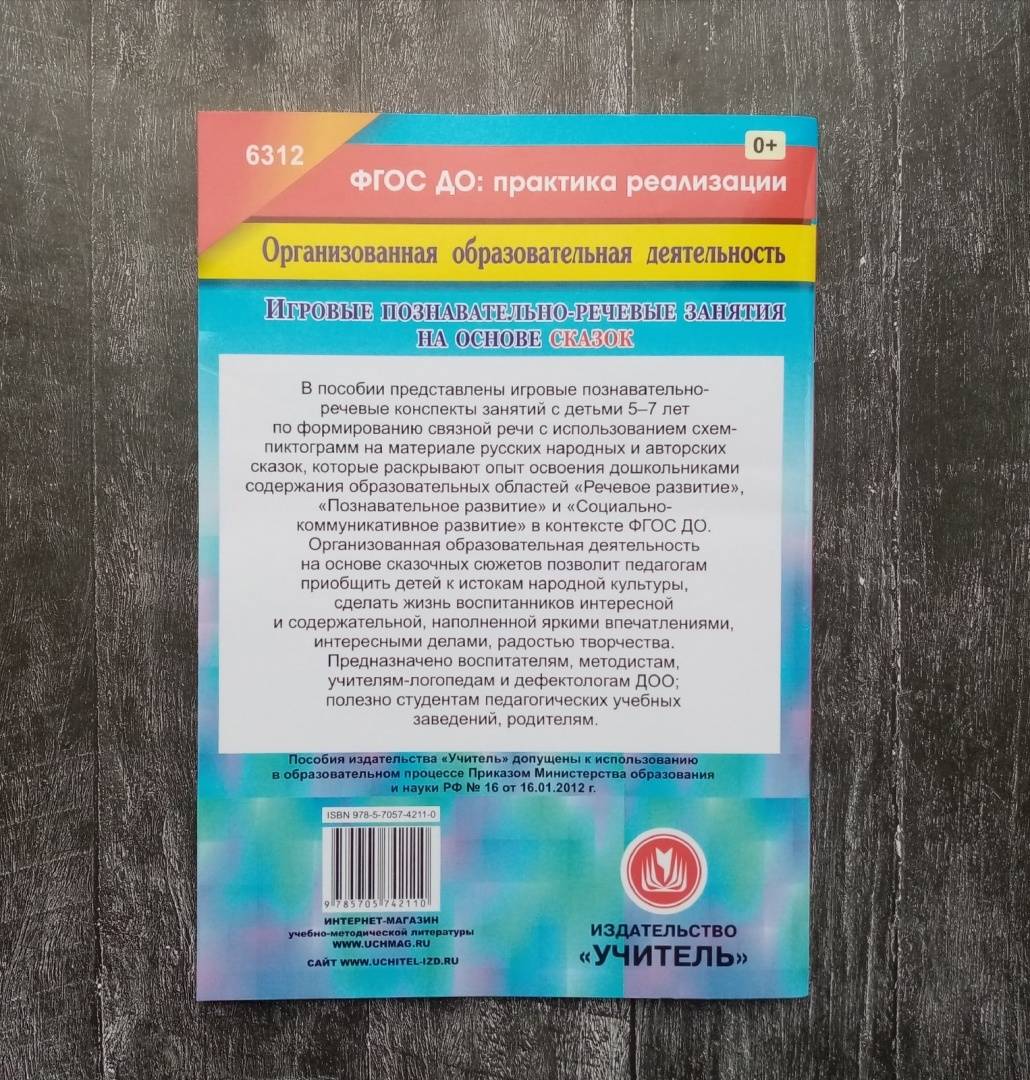 6312
0+
ФГОС ДО: практика реализации
Организованная образовательная деятельность
Игровые познавательно-речевые занятия
на основе сказок
В пособии представлены игровые познавательно-
речевые конспекты занятий с детьми 5–7 лет
по формированию связной речи с использованием схем-
пиктограмм на материале русских народных и авторских
сказок, которые раскрывают опыт освоения дошкольниками
содержания образовательных областей «Речевое развитие»,
«Познавательное развитие» и «Социально-
коммуникативное развитие» в контексте ФГОС ДО.
Организованная образовательная деятельность
на основе сказочных сюжетов позволит педагогам
приобщить детей к истокам народной культуры,
сделать жизнь воспитанников интересной
и содержательной, наполненной яркими впечатлениями,
интересными делами, радостью творчества.
Предназначено воспитателям, методистам,
учителям-логопедам и дефектологам ДОО;
полезно студентам педагогических учебных
заведений, родителям.
Пособия издательства «Учитель» допущены к использованию
в образовательном процессе Приказом Министерства образования
и науки РФ № 16 от 16.01.2012 г.
ISBN 978-5-7057-4211-0
9 785705 742110
ИНТЕРНЕТ-МАГАЗИН
учебно-методической литературы
WWW.UCHMAG.RU
САЙТ WWW.UCHITEL-IZD.RU
ИЗДАТЕЛЬСТВО
«УЧИТЕЛЬ»